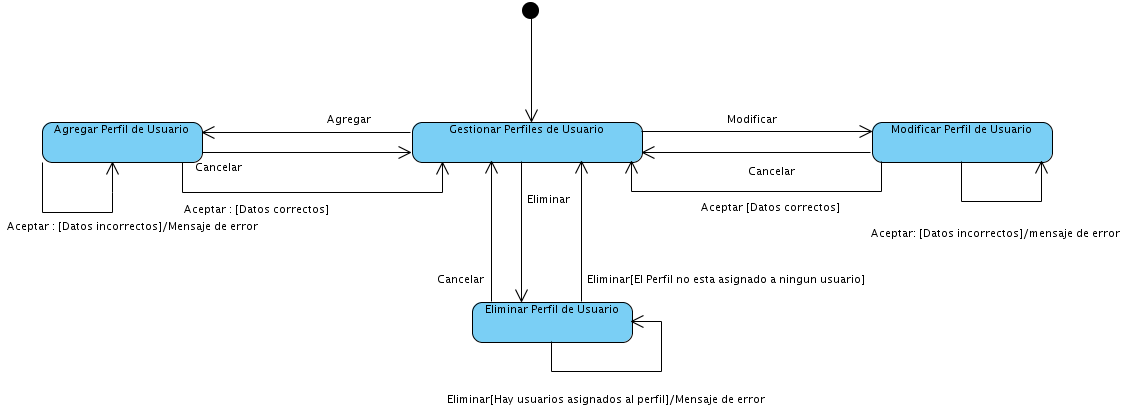 Agregar
Modificar
Agregar Perfil de Usuario
Gestionar Perfiles de Usuario
Modificar Perfil de Usuario
Cancelar
Cancelar
Aceptar : [Datos correctos]
Eliminar
Aceptar [Datos correctos]
Aceptar : [Datos incorrectos]/Mensaje de error
Aceptar: [Datos incorrectos]/mensaje de error
Cancelar
Eliminar[El Perfil no esta asignado a ningun usuario]
Eliminar Perfil de Usuario
Eliminar[Hay usuarios asignados al perfil]/Mensaje de error